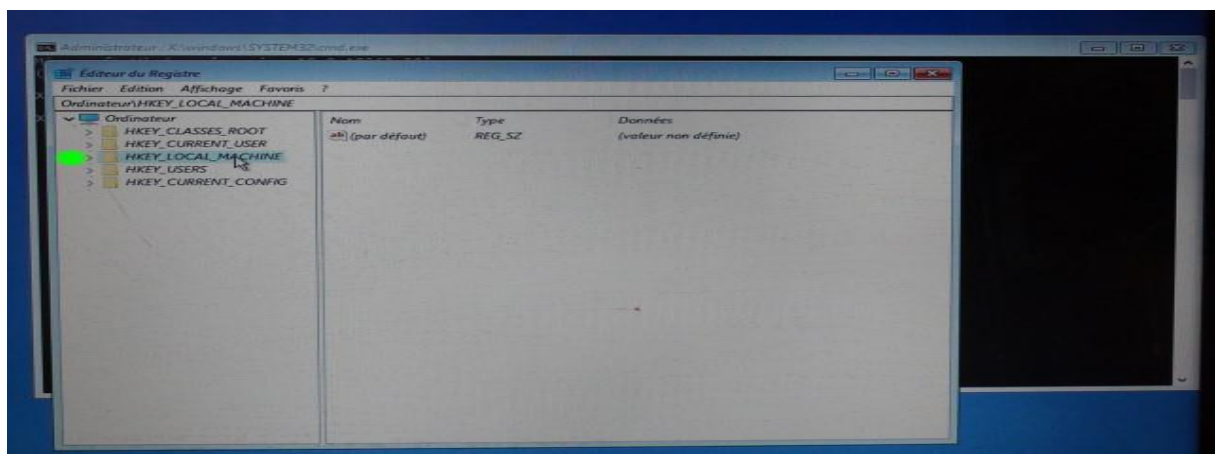 Administrateur : X:\windows\SYSTEM32\cmd.exe
Éditeur du Registre
Fichier Edition Affichage Favoris ?
Ordinateur\HKEY_LOCAL_MACHINE
Ordinateur
HKEY_CLASSES_ROOT
HKEY_CURRENT_USER
HKEY_LOCAL_MACHINE
HKEY_USERS
HKEY_CURRENT_CONFIG
Nom Type Données
ab (par défaut) REG_SZ (valeur non définie)